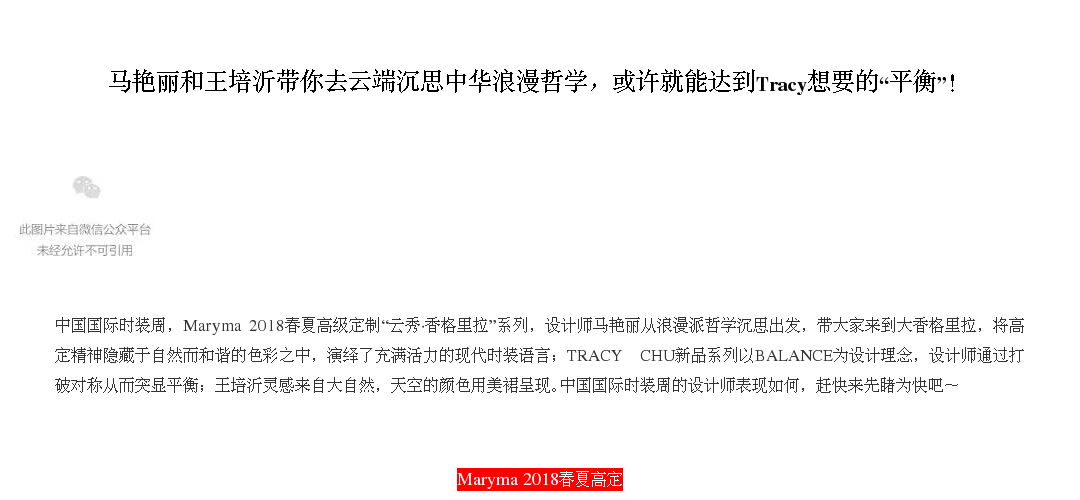 马艳丽和王培沂带你去云端沉思中华浪漫哲学，或许就能达到Tracy想要的“平衡”！
此图片来自微信公众平台
未经允许不可引用
中国国际时装周，Maryma 2018春夏高级定制“云秀·香格里拉”系列，设计师马艳丽从浪漫派哲学沉思出发，带大家来到大香格里拉，将高
定精神隐藏于自然而和谐的色彩之中，演绎了充满活力的现代时装语言；TRACY CHU新品系列以BALANCE为设计理念，设计师通过打
破对称从而突显平衡；王培沂灵感来自大自然，天空的颜色用美裙呈现。中国国际时装周的设计师表现如何，赶快来先睹为快吧～
Maryma 2018春夏高定